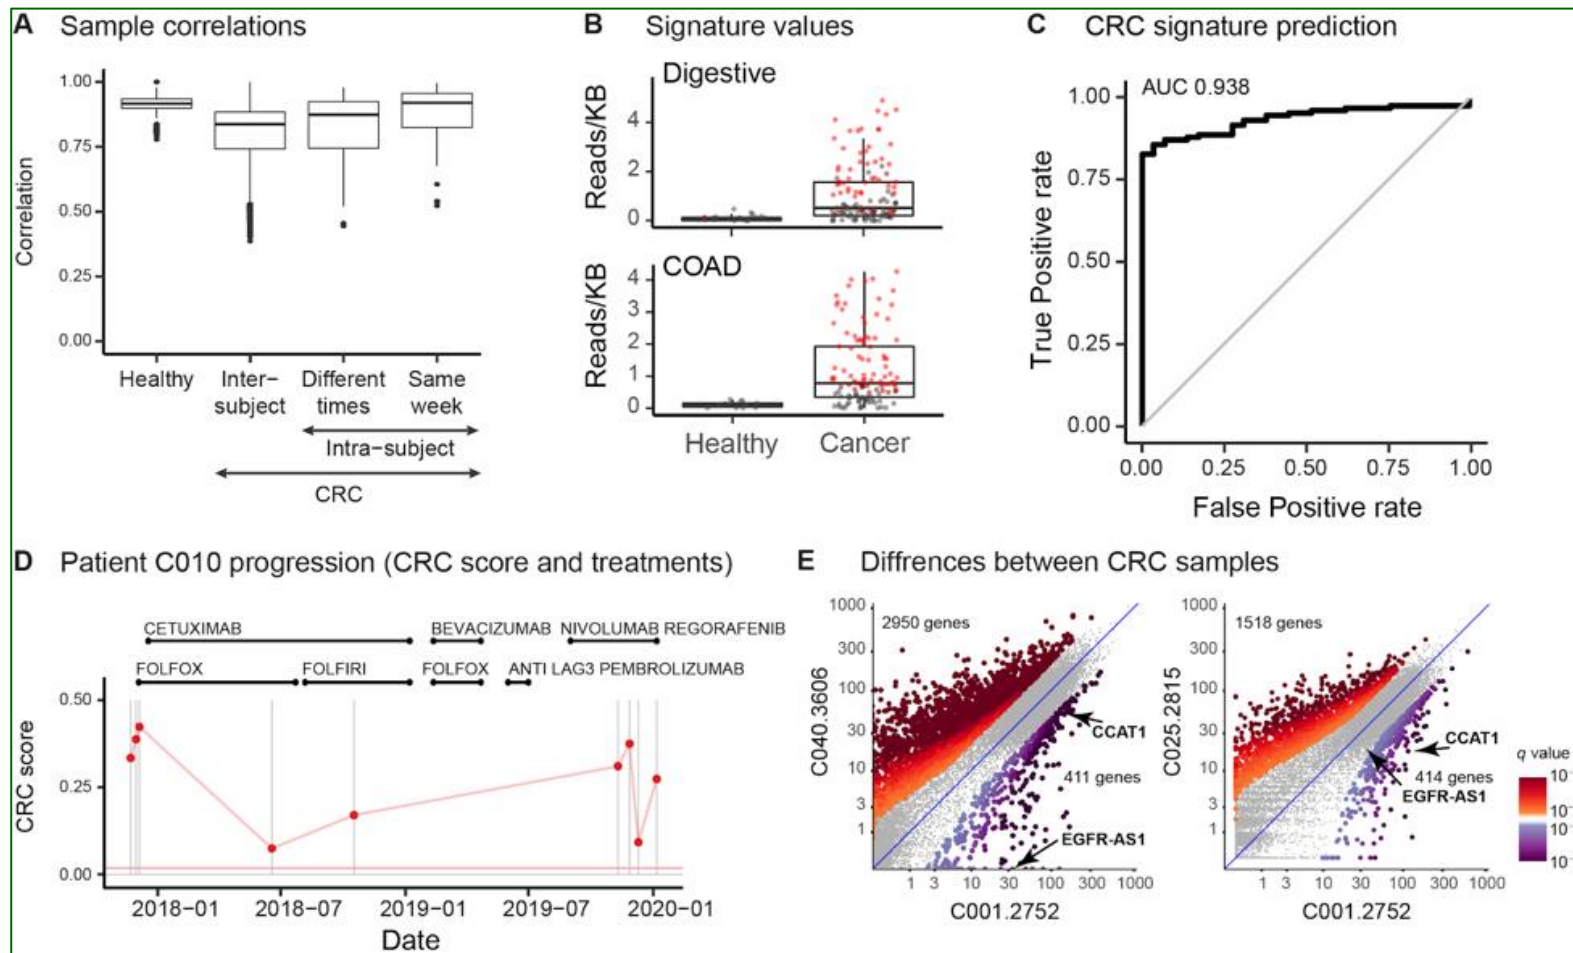 A Sample correlations
Correlation
1.00
0.75
0.50
0.25
0.00
Healthy
Inter-
subject
Different
times
Same
week
Intra-subject
CRC
B Signature values
Digestive
Reads/KB
4
2
0
COAD
Reads/KB
4
3
2
1
0
Healthy Cancer
C CRC signature prediction
AUC 0.938
True Positive rate
1.00
0.75
0.50
0.25
0.00
0.00 0.25 0.50 0.75 1.00
False Positive rate
D Patient C010 progression (CRC score and treatments)
CETUXIMAB BEVACIZUMAB NIVOLUMAB REGORAFENIB
FOLFOX FOLFIRI FOLFOX ANTI LAG3 PEMBROLIZUMAB
CRC score
0.50
0.25
0.00
2018-01 2018-07 2019-01 2019-07 2020-01
Date
E Diffrences between CRC samples
C040.3606
1000
300
100
30
10
3
1
2950 genes
CCAT1
411 genes
EGFR-AS1
1 3 10 30 100 300 1000
C001.2752
C025.2815
1000
300
100
30
10
3
1
1518 genes
CCAT1
414 genes
EGFR-AS1
1 3 10 30 100 300 1000
C001.2752
q value